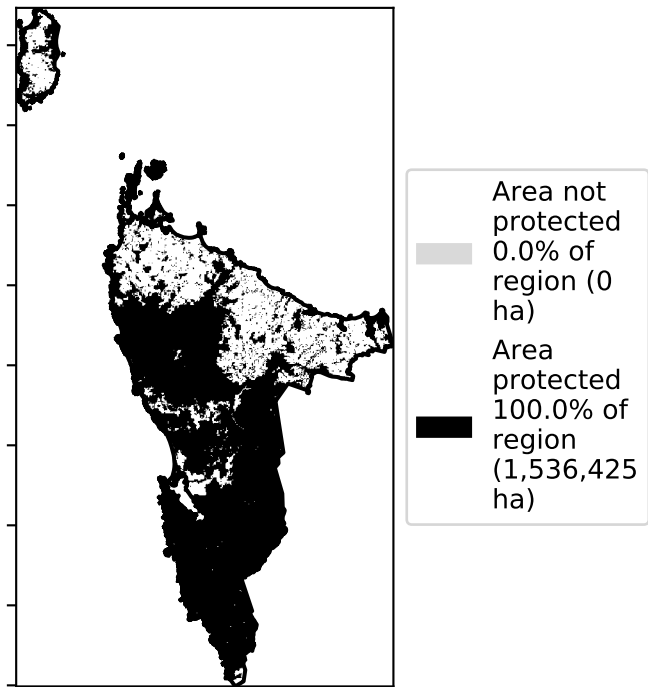 Area not
protected
0.0% of
region (0
ha)
Area
protected
100.0% of
region
(1,536,425
ha)